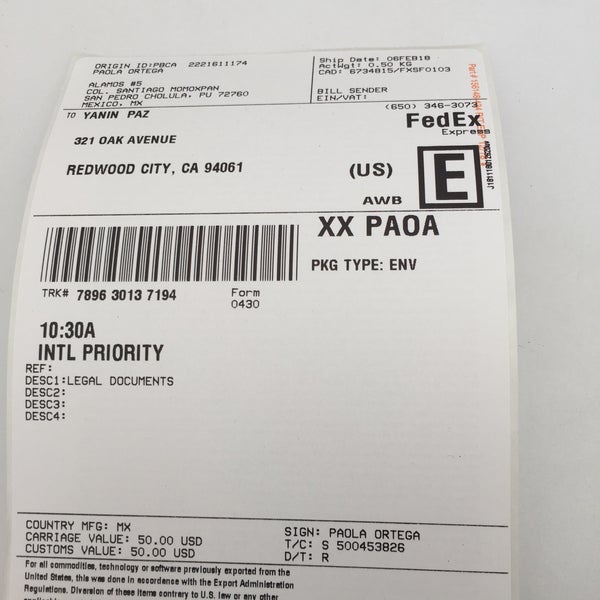 ORIGIN ID:PBCA 2221611174
PAOLA ORTEGA
ALAMOS #5
COL. SANTIAGO MOMOXPAN
SAN PEDRO CHOLULA, PU 72760
MEXICO, MX
Ship Date: 06FEB18
ActWgt: 0.50 KG
CAD: 6734815/FXSF0103
BILL SENDER
EIN/VAT:
TO YANIN PAZ
(650) 346-3073
321 OAK AVENUE
REDWOOD CITY, CA 94061
(US)
FedEx
Express
E
AWB
XX PAOA
PKG TYPE: ENV
TRK# 7896 3013 7194
Form
0430
10:30A
INTL PRIORITY
REF:
DESC1:LEGAL DOCUMENTS
DESC2:
DESC3:
DESC4:
COUNTRY MFG: MX
CARRIAGE VALUE: 50.00 USD
CUSTOMS VALUE: 50.00 USD
SIGN: PAOLA ORTEGA
T/C: S 500453826
D/T: R
For all commodities, technology or software previously exported from the
United States, this was done in accordance with the Export Administration
Regulations. Diversion of these items contrary to U.S. law or any other